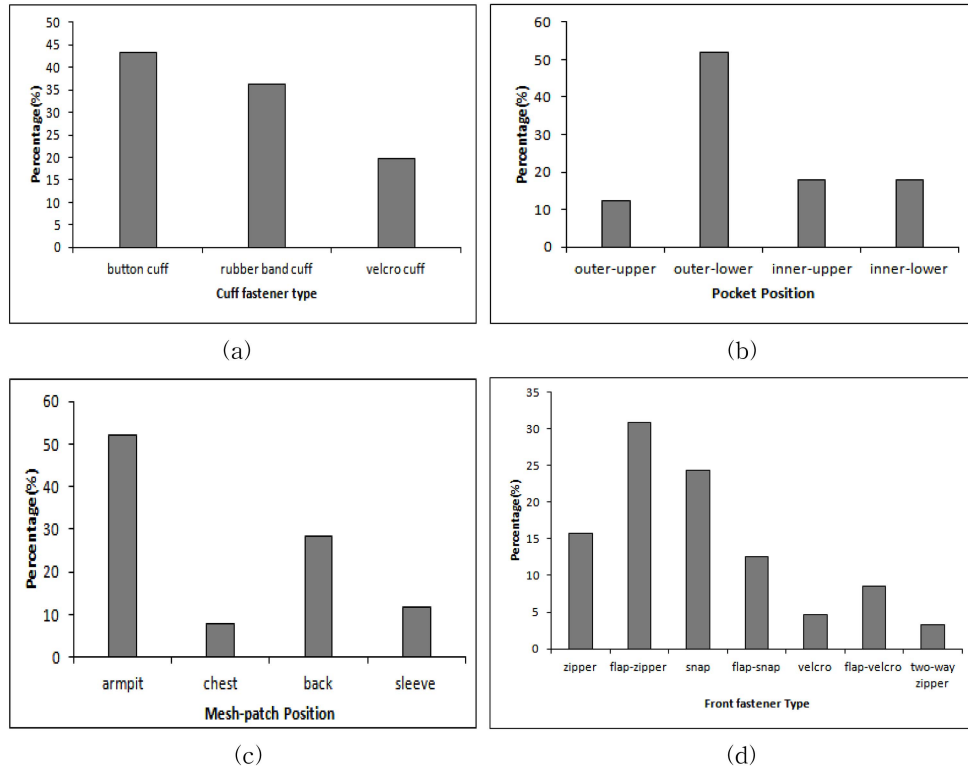 50
45
40
35
30
25
20
15
10
5
0
Percentage(%)
button cuff rubber band cuff velcro cuff
Cuff fastener type
(a)
60
50
40
30
20
10
0
Percentage(%)
outer-upper outer-lower inner-upper inner-lower
Pocket Position
(b)
60
50
40
30
20
10
0
Percentage(%)
armpit chest back sleeve
Mesh-patch Position
(c)
35
30
25
20
15
10
5
0
Percentage(%)
zipper flap-zipper snap flap-snap velcro flap-velcro two-way
zipper
Front fastener Type
(d)